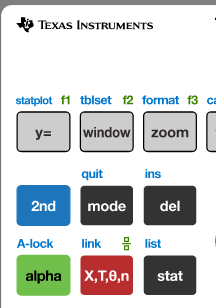 TEXAS INSTRUMENTS
statplot f1 tblset f2 format f3
y= window zoom
quit ins
2nd mode del
A-lock link list
alpha X,T,θ,n stat